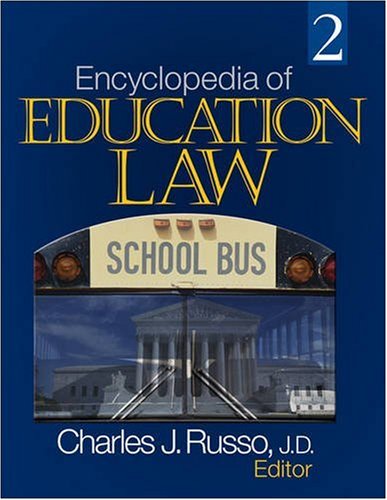 2
Encyclopedia of
EDUCATION
LAW
SCHOOL BUS
Charles J. Russo, J.D.
Editor